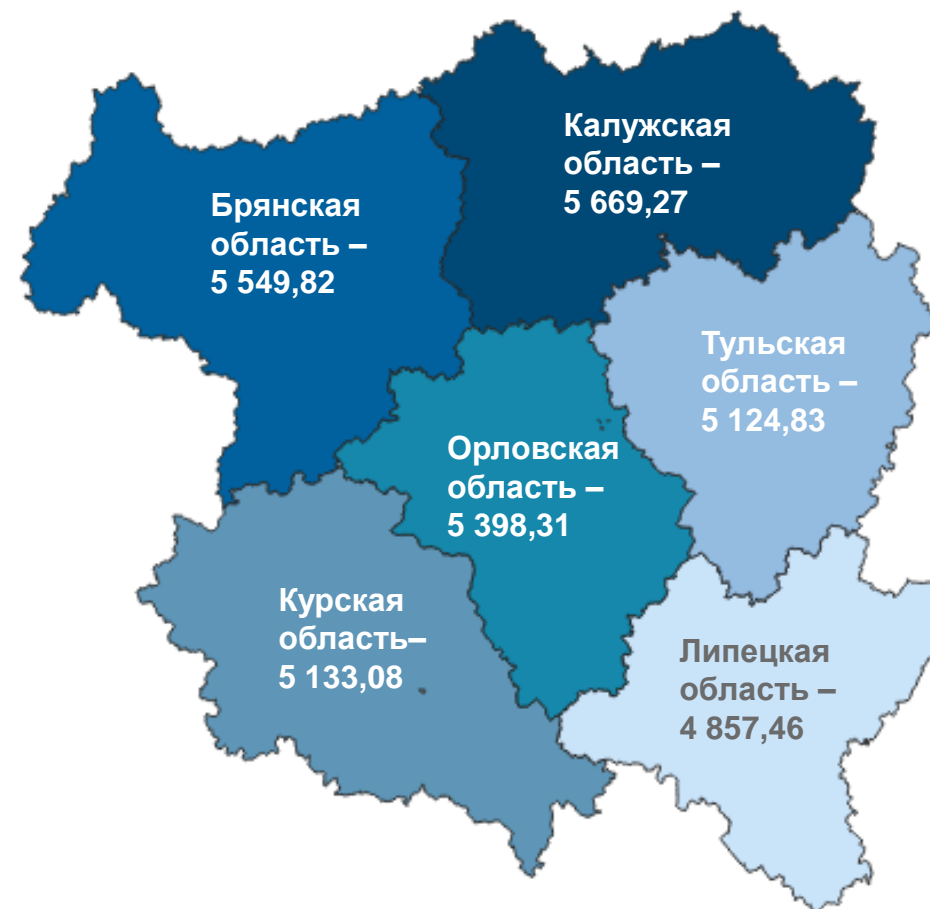 Калужская
область –
5 669,27
Брянская
область –
5 549,82
Тульская
область –
5 124,83
Орловская
область –
5 398,31
Курская
область–
5 133,08
Липецкая
область –
4 857,46